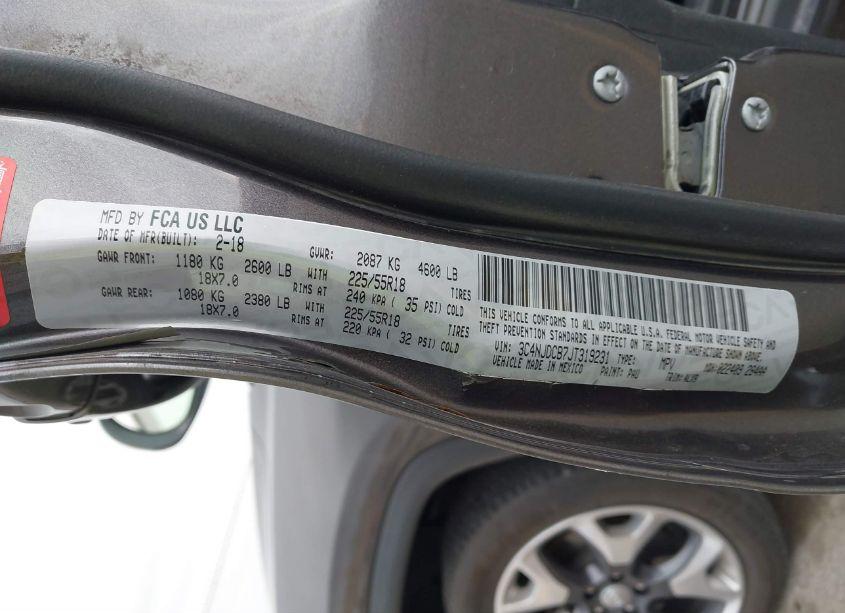 MFD BY FCA US LLC
DATE OF MFR(BUILT): 2-18 GVWR: 2087 KG 4600 LB
GAWR FRONT: 1180 KG 2600 LB WITH 225/55R18 TIRES
18X7.0 RIMS AT 240 KPA ( 35 PSI) COLD
GAWR REAR: 1080 KG 2380 LB WITH 225/55R18 TIRES
18X7.0 RIMS AT 220 KPA ( 32 PSI) COLD
THIS VEHICLE CONFORMS TO ALL APPLICABLE U.S.A. FEDERAL MOTOR VEHICLE SAFETY AND
THEFT PREVENTION STANDARDS IN EFFECT ON THE DATE OF MANUFACTURE SHOWN ABOVE.
VIN: 3C4NJDCB7JT319231 TYPE: MPV MDH: 022409
VEHICLE MADE IN MEXICO PAINT: PAU TRIM: